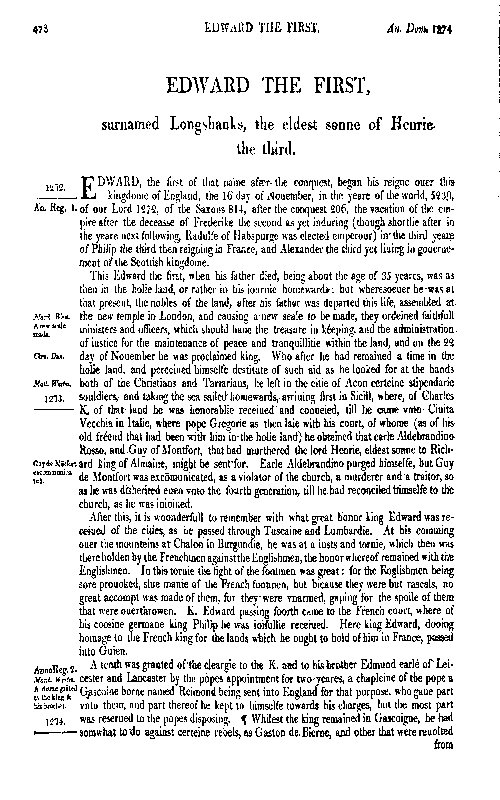 478 EDWARD THE FIRST. An. Dom. 1274
EDWARD THE FIRST,
surnamed Longshanks, the eldest sonne of Henrie
the third.
1272.
EDWARD, the first of that name after the conquest, began his reigne ouer this
kingdome of England, the 16 day of Nouember, in the yeere of the world, 5239,
An. Reg. 1.
of our Lord 1272, of the Saxons 814, after the conquest 206, the vacation of the em-
pire after the deceasse of Frederike the second as yet induring (though shortlie after in
the yeare next following, Radulfe of Habspurge was elected emperour) in the third yeare
of Philip the third then reigning in France, and Alexander the third yet liuing in gouerne-
ment of the Scottish kingdome.
This Edward the first, when his father died, being about the age of 35 yeares, was as
then in the holie land, or rather in his iournie homewards: but wheresoeuer he was at
that present, the nobles of the land, after his father was departed this life, assembled at
the new temple in London, and causing a new seale to be made, they ordeined faithfull
A new seale
made.
ministers and officers, which should haue the treasure in keeping, and the administration
of iustice for the maintenance of peace and tranquillitie within the land, and on the 22
Chro. Dun.
day of Nouember he was proclaimed king. Who after he had remained a time in the
holie land, and perceiued himselfe destitute of such aid as he looked for at the hands
Matt. Westm.
both of the Christians and Tartarians, he left in the citie of Acon certeine stipendarie
1273.
souldiers, and taking the sea sailed homewards, arriuing first in Sicill, where, of Charles
K. of that land he was honorablie receiued and conueied, till he came vnto Ciuita
Vecchia in Italie, where pope Gregorie as then laie with his court, of whome (as of his
old fréend that had been with him in the holie land) he obteined that earle Aldebrandino
Rosso, and Guy of Montfort, that had murthered the lord Henrie, eldest sonne to Rich-
Guy de Montfort
excommunica
ted.
ard king of Almaine, might be sent for. Earle Aldebrandino purged himselfe, but Guy
de Montfort was excõmunicated, as a violator of the church, a murderer and a traitor, so
as he was disherited euen vnto the fourth generation, till he had reconciled himselfe to the
church, as he was inioined.
After this, it is woonderfull to remember with what great honor king Edward was re-
ceiued of the cities, as he passed through Tuscaine and Lumbardie. At his comming
ouer the mounteins at Chalon in Burgundie, he was at a iusts and tornie, which then was
there holden by the Frenchmen against the Englishmen, the honor whereof remained with the
Englishmen. In this tornie the fight of the footmen was great: for the Englishmen being
sore prouoked, slue manie of the French footmen, but bicause they were but rascals, no
great accompt was made of them, for they were vnarmed, gaping for the spoile of them
that were ouerthrowen. K. Edward passing foorth came to the French court, where of
his coosine germane king Philip he was ioifullie receiued. Here king Edward, dooing
homage to the French king for the lands which he ought to hold of him in France, passed
into Guien.
Anno Reg. 2.
A tenth was granted of the cleargie to the K. and to his brother Edmund earle of Lei-
Matt. Westm.
cester and Lancaster by the popes appointment for two yeares, a chapleine of the pope a
A tenth granted
to the king &
his brother.
Gascoine borne named Reimond being sent into England for that purpose, who gaue part
vnto them, and part thereof he kept to himselfe towards his charges, but the most part
1274.
was reserued to the popes disposing. ¶ Whilest the king remained in Gascoigne, he had
somwhat to do against certeine rebels, as Gaston de Bierne, and other that were reuolted
from